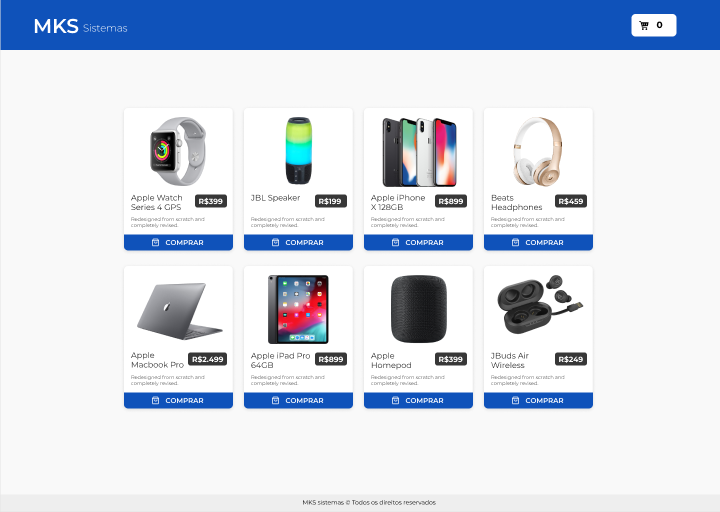 MKS Sistemas
0
Apple Watch
Series 4 GPS
R$399
Redesigned from scratch and
completely revised.
COMPRAR
JBL Speaker
R$199
Redesigned from scratch and
completely revised.
COMPRAR
Apple iPhone
X 128GB
R$899
Redesigned from scratch and
completely revised.
COMPRAR
Beats
Headphones
R$459
Redesigned from scratch and
completely revised.
COMPRAR
Apple
Macbook Pro
R$2.499
Redesigned from scratch and
completely revised.
COMPRAR
Apple iPad Pro
64GB
R$899
Redesigned from scratch and
completely revised.
COMPRAR
Apple
Homepod
R$399
Redesigned from scratch and
completely revised.
COMPRAR
JBuds Air
Wireless
R$249
Redesigned from scratch and
completely revised.
COMPRAR
MKS sistemas © Todos os direitos reservados